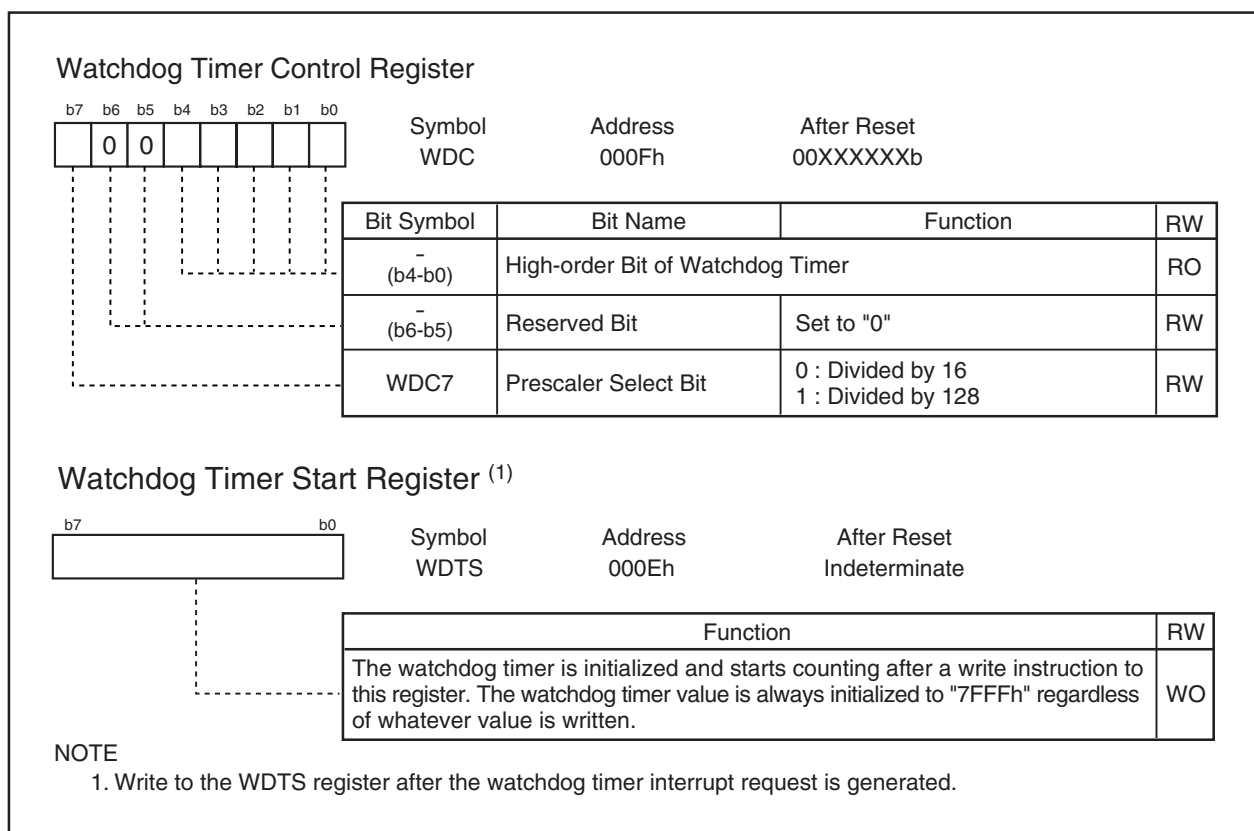 Watchdog Timer Control Register
b7 b6 b5 b4 b3 b2 b1 b0
0 0
Symbol Address After Reset
WDC 000Fh 00XXXXXXb
Bit Symbol Bit Name Function RW
–
(b4-b0) High-order Bit of Watchdog Timer RO
–
(b6-b5) Reserved Bit Set to "0" RW
WDC7 Prescaler Select Bit 0 : Divided by 16
1 : Divided by 128 RW
Watchdog Timer Start Register (1)
b7 b0
Symbol Address After Reset
WDTS 000Eh Indeterminate
Function RW
The watchdog timer is initialized and starts counting after a write instruction to
this register. The watchdog timer value is always initialized to "7FFFh" regardless
of whatever value is written. WO
NOTE
1. Write to the WDTS register after the watchdog timer interrupt request is generated.